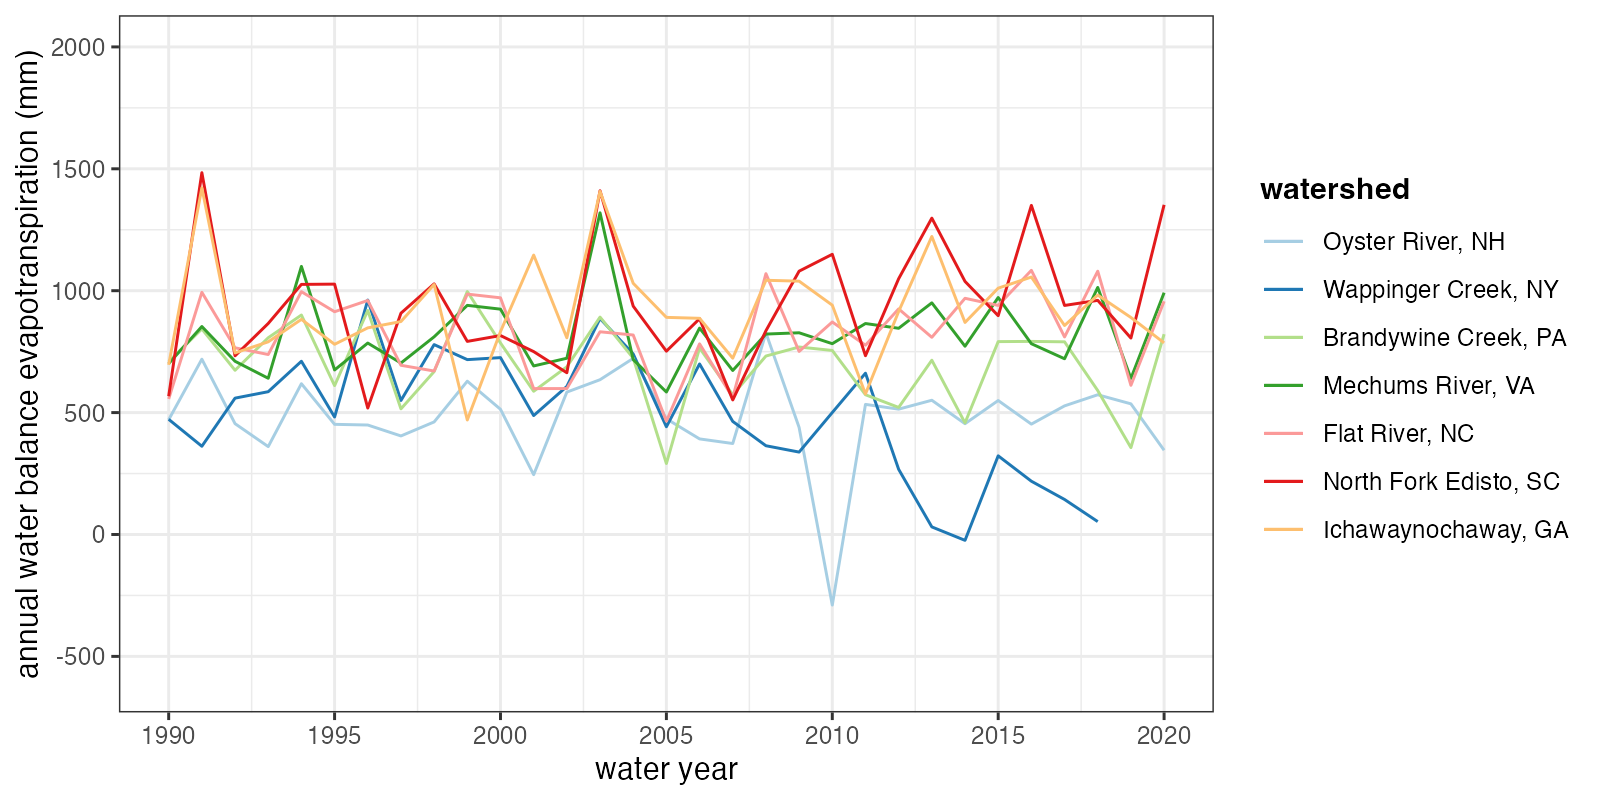 annual water balance evapotranspiration (mm)
2000
1500
1000
500
0
-500
1990 1995 2000 2005 2010 2015 2020
water year
watershed
Oyster River, NH
Wappinger Creek, NY
Brandywine Creek, PA
Mechums River, VA
Flat River, NC
North Fork Edisto, SC
Ichawaynochaway, GA